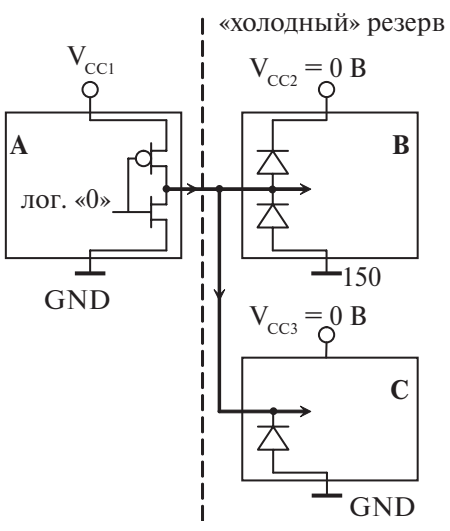 «холодный» резерв
V_CC1
V_CC2 = 0 В
A
B
лог. «0»
GND
150
V_CC3 = 0 В
C
GND